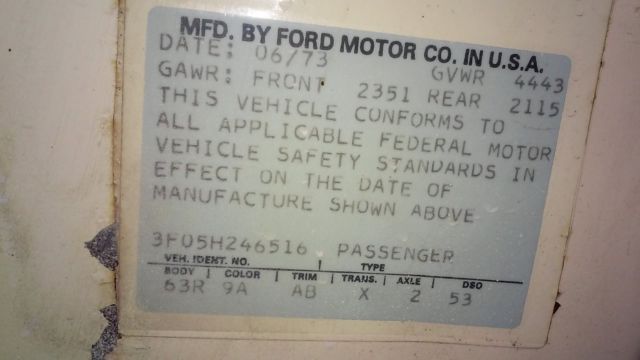 MFD. BY FORD MOTOR CO. IN U.S.A.
DATE: 06/73 GVWR 4443
GAWR: FRONT 2351 REAR 2115
THIS VEHICLE CONFORMS TO
ALL APPLICABLE FEDERAL MOTOR
VEHICLE SAFETY STANDARDS IN
EFFECT ON THE DATE OF
MANUFACTURE SHOWN ABOVE
3F05H246516 PASSENGER
VEH. IDENT. NO. TYPE
BODY | COLOR | TRIM | TRANS. | AXLE | DSO
63R 9A AB X 2 53